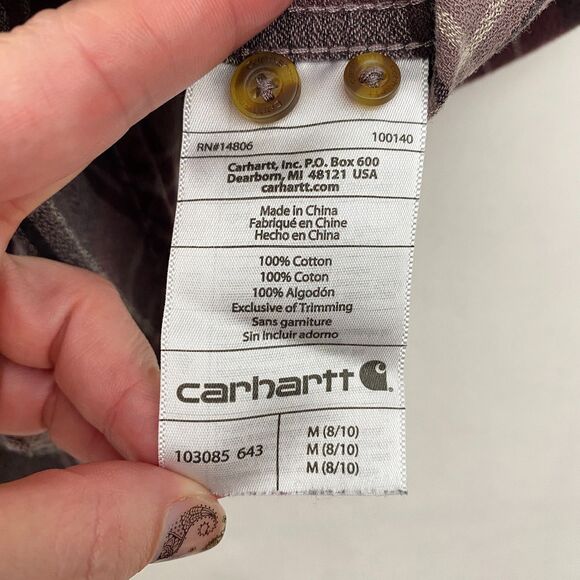 RN#14806 100140
Carhartt, Inc. P.O. Box 600
Dearborn, MI 48121 USA
carhartt.com
Made in China
Fabriqué en Chine
Hecho en China
100% Cotton
100% Coton
100% Algodón
Exclusive of Trimming
Sans garniture
Sin incluir adorno
carhartt
103085 643
M (8/10)
M (8/10)
M (8/10)